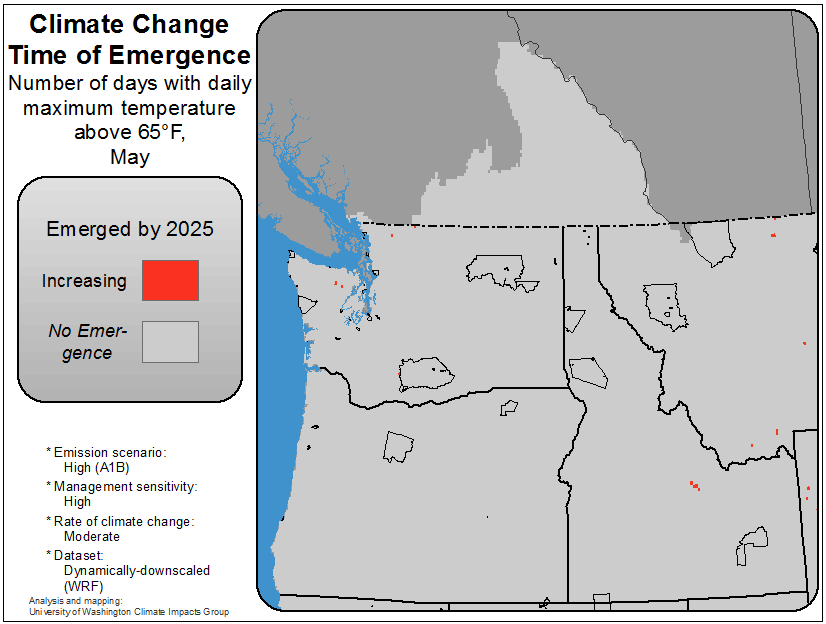 Climate Change
Time of Emergence
Number of days with daily
maximum temperature
above 65°F,
May
Emerged by 2025
Increasing
No Emer-
gence
* Emission scenario:
High (A1B)
* Management sensitivity:
High
* Rate of climate change:
Moderate
* Dataset:
Dynamically-downscaled
(WRF)
Analysis and mapping:
University of Washington Climate Impacts Group